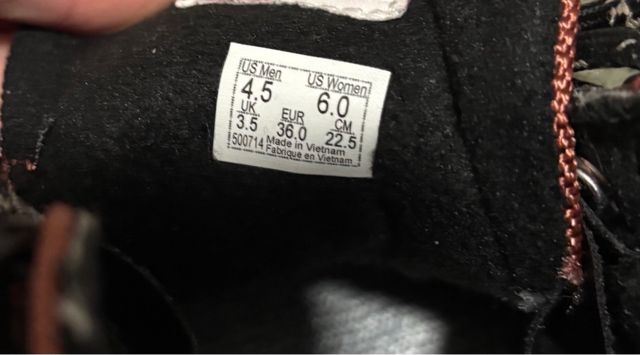 US Men US Women
4.5 6.0
UK EUR CM
3.5 36.0 22.5
500714 Made in Vietnam
Fabrique en Vietnam